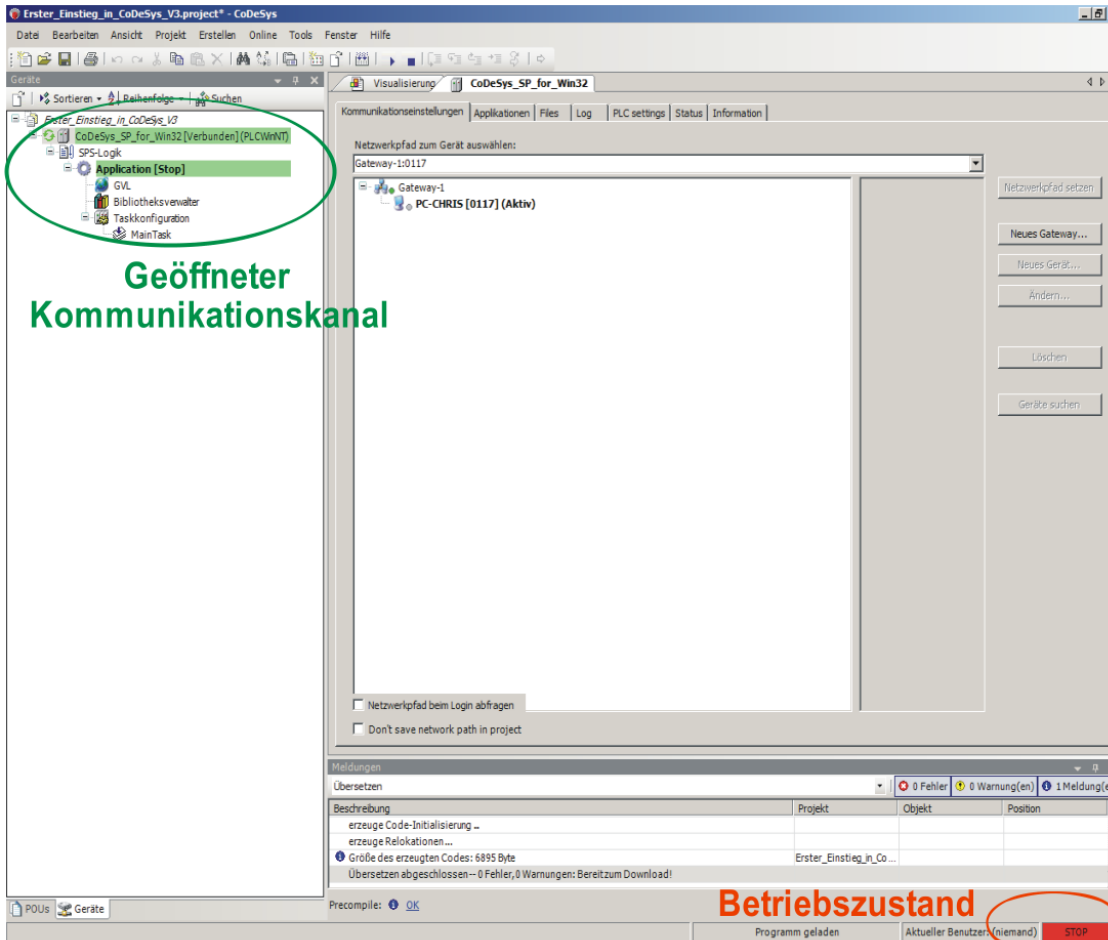 Erster_Einstieg_in_CoDeSys_V3.project* - CoDeSys
Datei Bearbeiten Ansicht Projekt Erstellen Online Tools Fenster Hilfe
Geräte
Sortieren Reihenfolge Suchen
Erster_Einstieg_in_CoDeSys_V3
CoDeSys_SP_for_Win32 [Verbunden] (PLCWinNT)
SPS-Logik
Application [Stop]
GVL
Bibliotheksverwalter
Taskkonfiguration
MainTask
Geöffneter
Kommunikationskanal
POUs Geräte
Visualisierung CoDeSys_SP_for_Win32
Kommunikationseinstellungen Applikationen Files Log PLC settings Status Information
Netzwerkpfad zum Gerät auswählen:
Gateway-1:0117
Gateway-1
PC-CHRIS [0117] (Aktiv)
Netzwerkpfad setzen
Neues Gateway...
Neues Gerät...
Ändern...
Löschen
Geräte suchen
Netzwerkpfad beim Login abfragen
Don't save network path in project
Meldungen
Übersetzen 0 Fehler 0 Warnung(en) 1 Meldung(e
Beschreibung Projekt Objekt Position
erzeuge Code-Initialisierung ...
erzeuge Relokationen ...
Größe des erzeugten Codes: 6895 Byte Erster_Einstieg_in_Co...
Übersetzen abgeschlossen -- 0 Fehler, 0 Warnungen: Bereit zum Download!
Precompile: OK
Betriebszustand
Programm geladen Aktueller Benutzer: (niemand) STOP